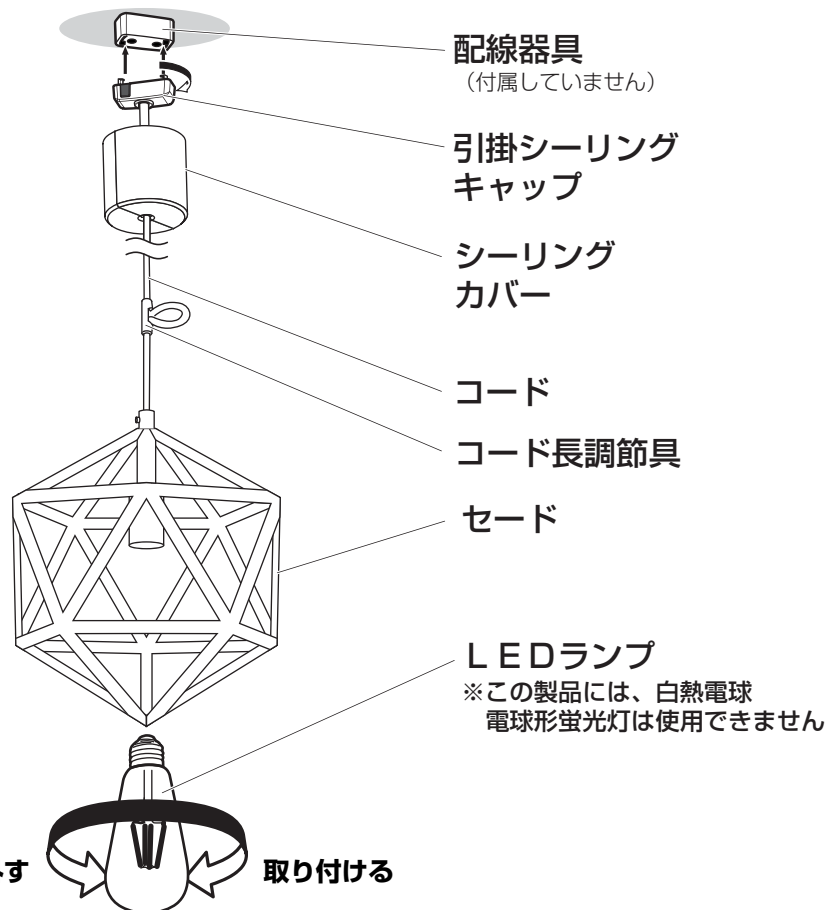 配線器具
（付属していません）
引掛シーリング
キャップ
シーリング
カバー
コード
コード長調節具
セード
ＬＥＤランプ
※この製品には、白熱電球
電球形蛍光灯は使用できません
す
取り付ける